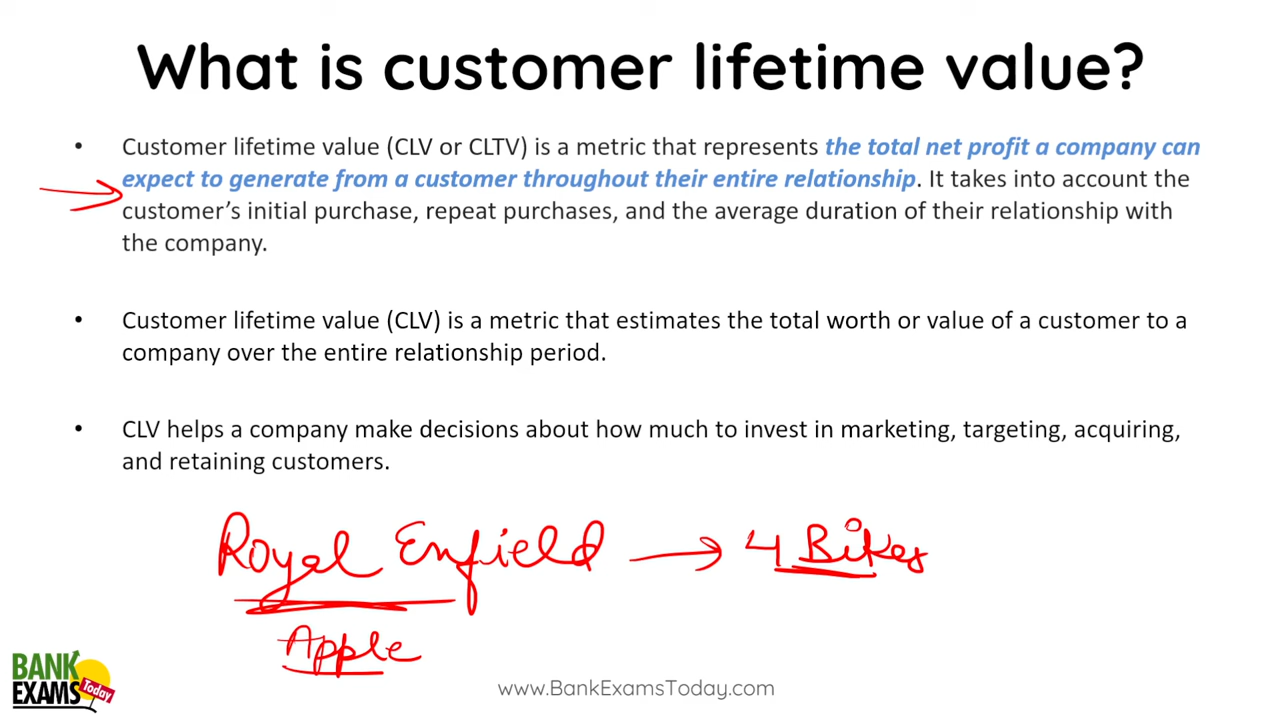 What is customer lifetime value?
• Customer lifetime value (CLV or CLTV) is a metric that represents the total net profit a company can
expect to generate from a customer throughout their entire relationship. It takes into account the
customer’s initial purchase, repeat purchases, and the average duration of their relationship with
the company.
• Customer lifetime value (CLV) is a metric that estimates the total worth or value of a customer to a
company over the entire relationship period.
• CLV helps a company make decisions about how much to invest in marketing, targeting, acquiring,
and retaining customers.
Royal Enfield → 4 Bikes
Apple
BANK
EXAMS Today
www.BankExamsToday.com